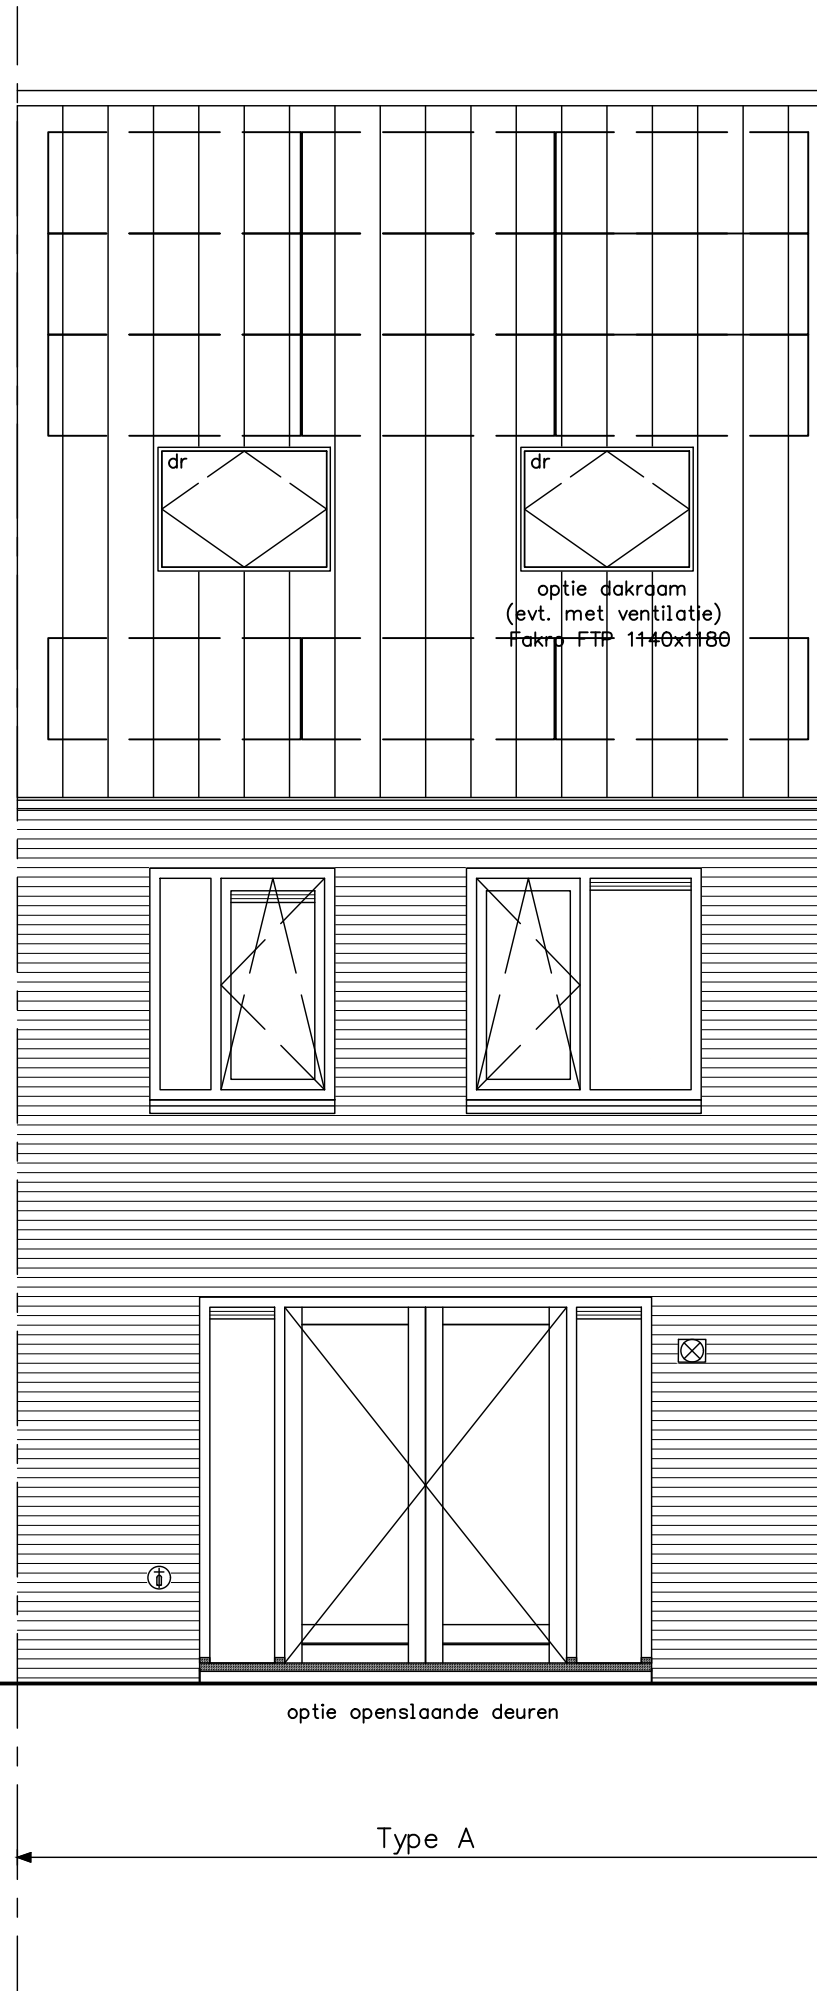 dr
dr
optie dakraam
(evt. met ventilatie)
Fakro FTP 1140x1180
optie openslaande deuren
Type A